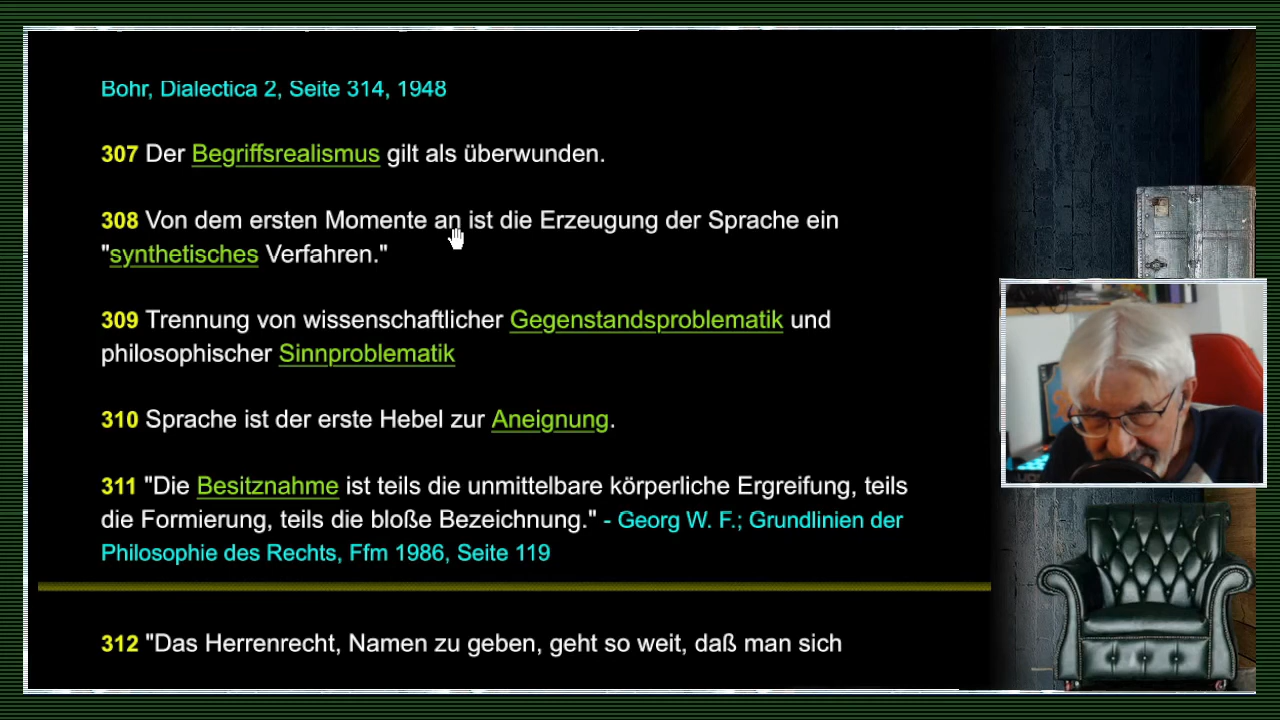 Bohr, Dialectica 2, Seite 314, 1948
307 Der Begriffsrealismus gilt als überwunden.
308 Von dem ersten Momente an ist die Erzeugung der Sprache ein
"synthetisches Verfahren."
309 Trennung von wissenschaftlicher Gegenstandsproblematik und
philosophischer Sinnproblematik
310 Sprache ist der erste Hebel zur Aneignung.
311 "Die Besitznahme ist teils die unmittelbare körperliche Ergreifung, teils
die Formierung, teils die bloße Bezeichnung." - Georg W. F.; Grundlinien der
Philosophie des Rechts, Ffm 1986, Seite 119
312 "Das Herrenrecht, Namen zu geben, geht so weit, daß man sich